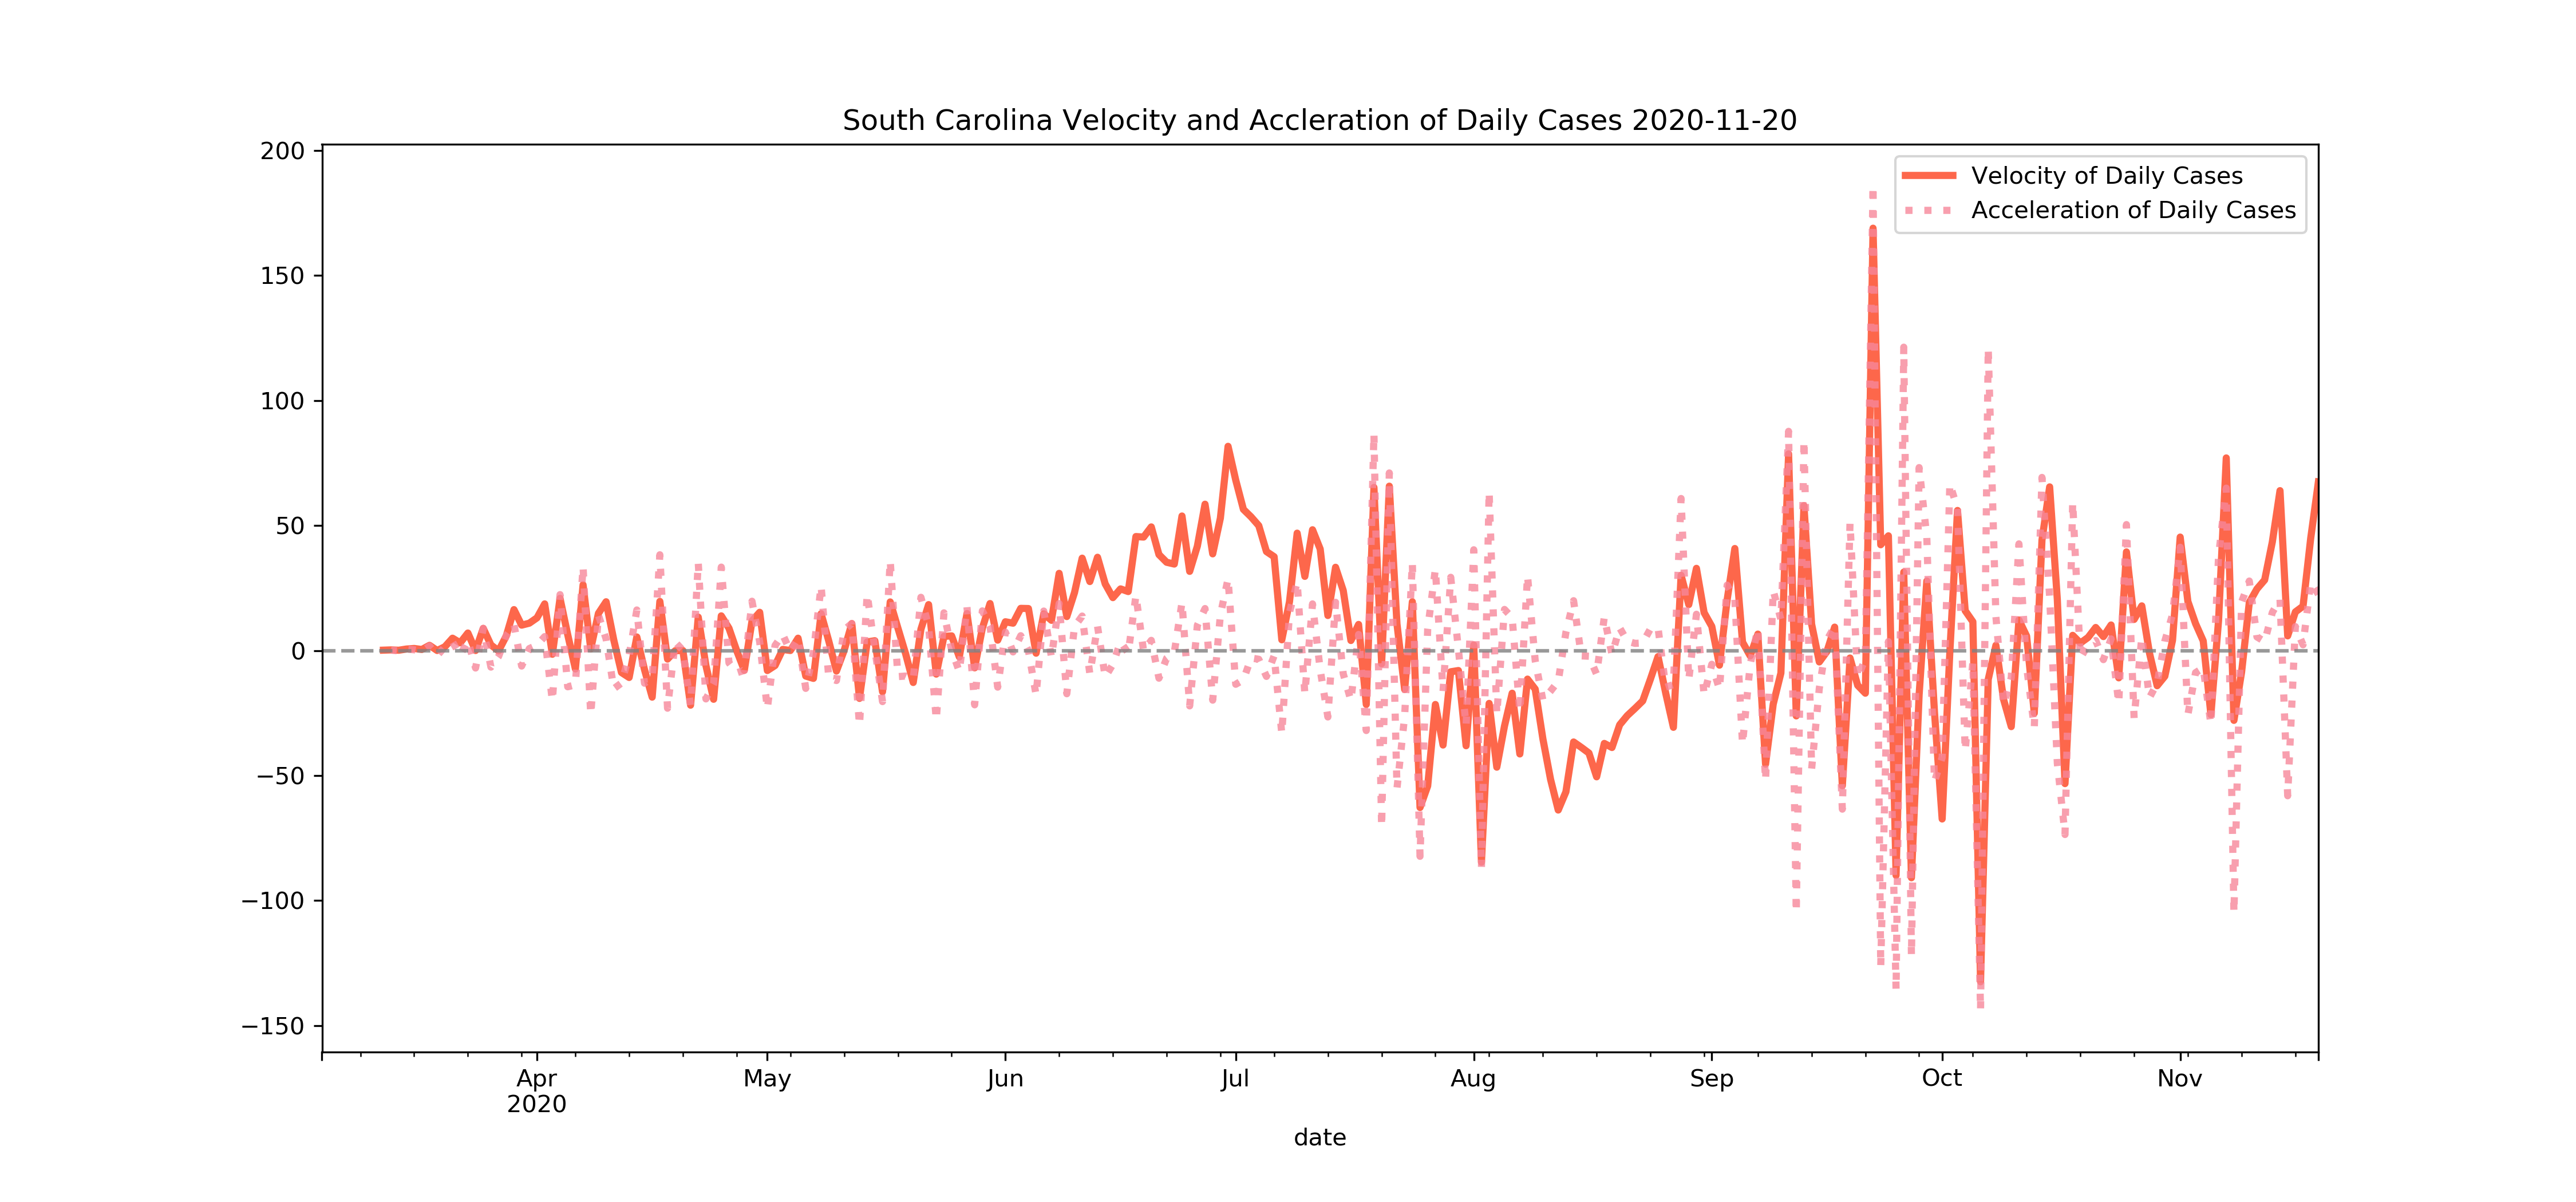 South Carolina Velocity and Accleration of Daily Cases 2020-11-20
Velocity of Daily Cases
Acceleration of Daily Cases
200
150
100
50
0
−50
−100
−150
Apr May Jun Jul Aug Sep Oct Nov
2020
date